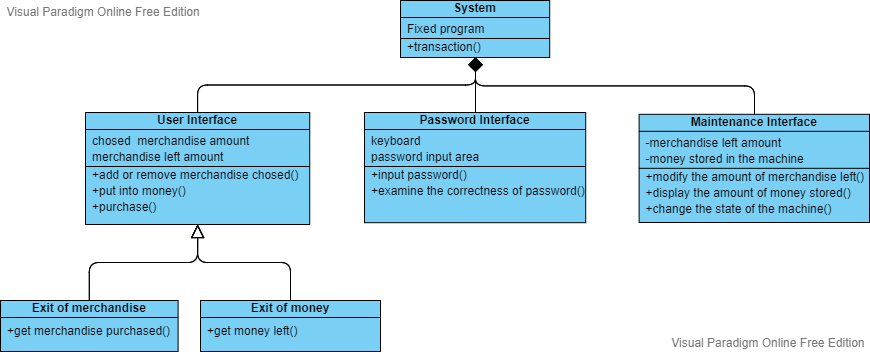 Visual Paradigm Online Free Edition
System
Fixed program
+transaction()
User Interface
chosed merchandise amount
merchandise left amount
+add or remove merchandise chosed()
+put into money()
+purchase()
Password Interface
keyboard
password input area
+input password()
+examine the correctness of password()
Maintenance Interface
-merchandise left amount
-money stored in the machine
+modify the amount of merchandise left()
+display the amount of money stored()
+change the state of the machine()
Exit of merchandise
+get merchandise purchased()
Exit of money
+get money left()
Visual Paradigm Online Free Edition